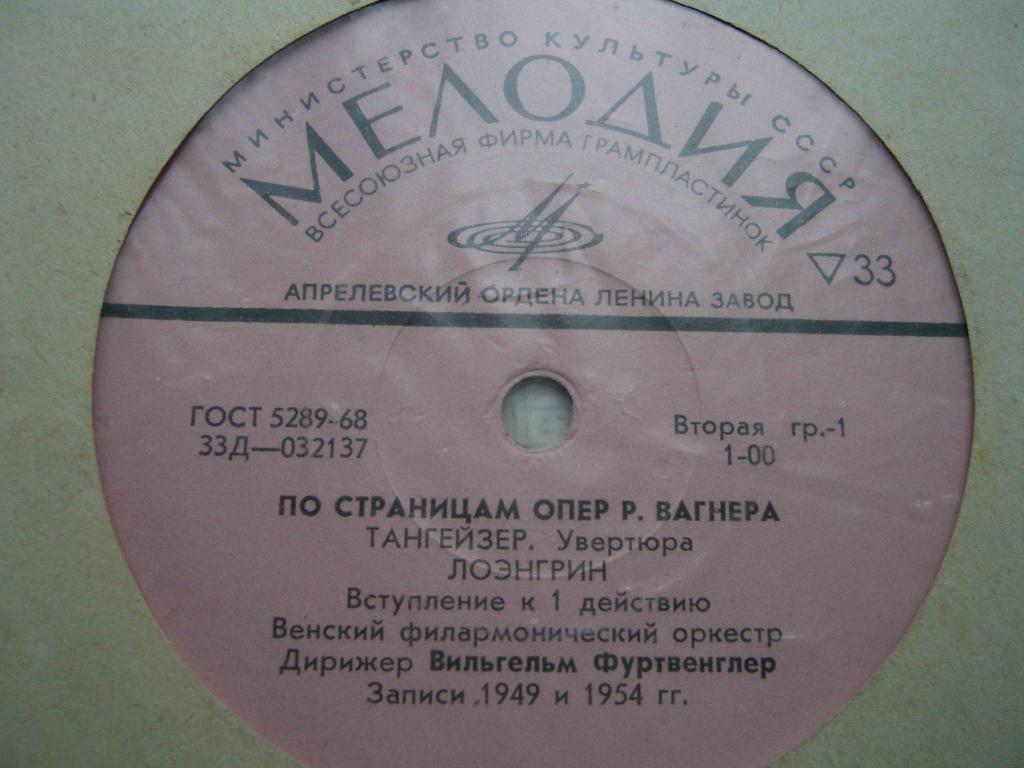 МИНИСТЕРСТВО КУЛЬТУРЫ СССР
МЕЛОДИЯ
ВСЕСОЮЗНАЯ ФИРМА ГРАМПЛАСТИНОК
33
АПРЕЛЕВСКИЙ ОРДЕНА ЛЕНИНА ЗАВОД
ГОСТ 5289-68
Вторая гр.-1
33Д—032137
1-00
ПО СТРАНИЦАМ ОПЕР Р. ВАГНЕРА
ТАНГЕЙЗЕР. Увертюра
ЛОЭНГРИН
Вступление к 1 действию
Венский филармонический оркестр
Дирижер Вильгельм Фуртвенглер
Записи 1949 и 1954 гг.